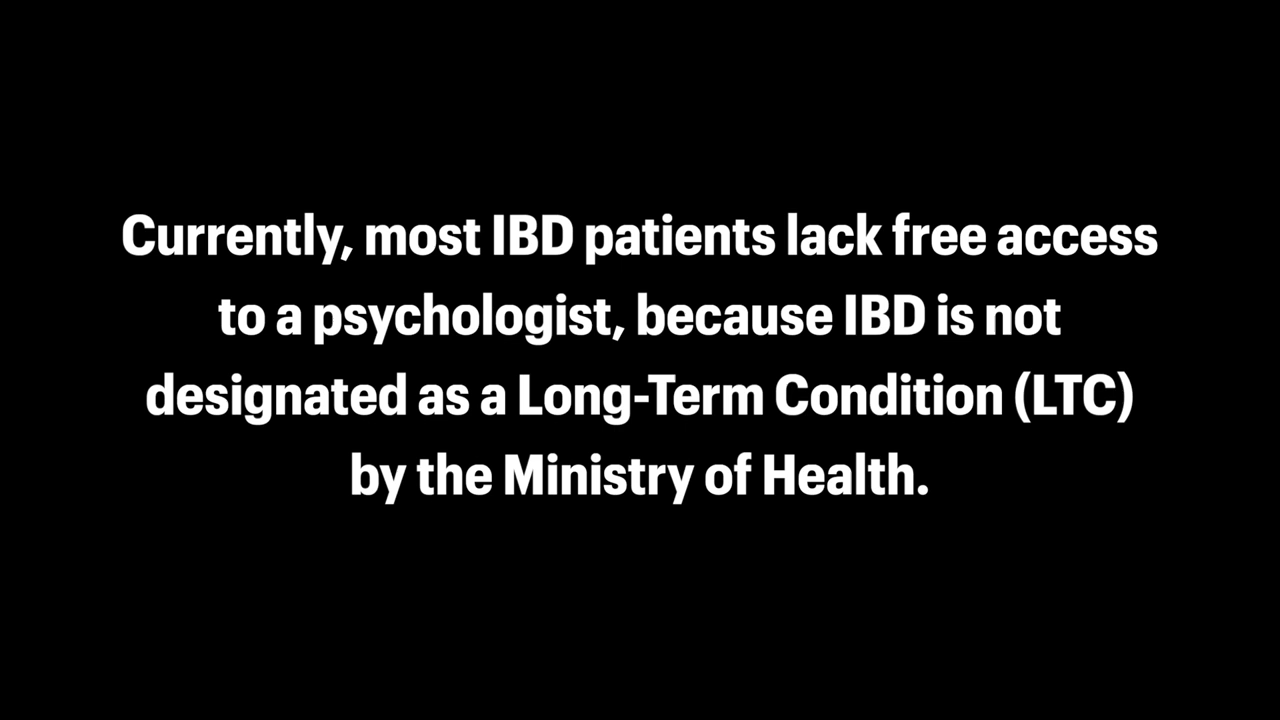 Currently, most IBD patients lack free access
to a psychologist, because IBD is not
designated as a Long-Term Condition (LTC)
by the Ministry of Health.